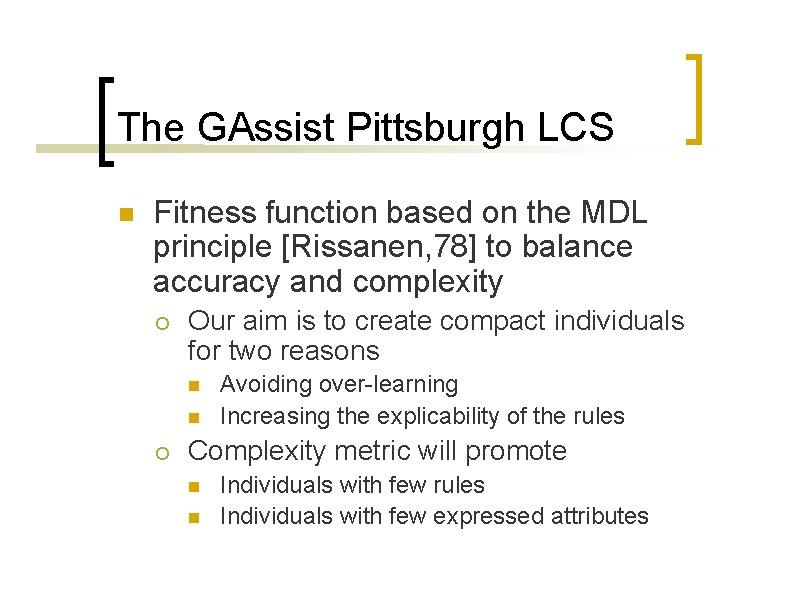 The GAssist Pittsburgh LCS
Fitness function based on the MDL
principle [Rissanen,78] to balance
accuracy and complexity
Our aim is to create compact individuals
for two reasons
Avoiding over-learning
Increasing the explicability of the rules
Complexity metric will promote
Individuals with few rules
Individuals with few expressed attributes